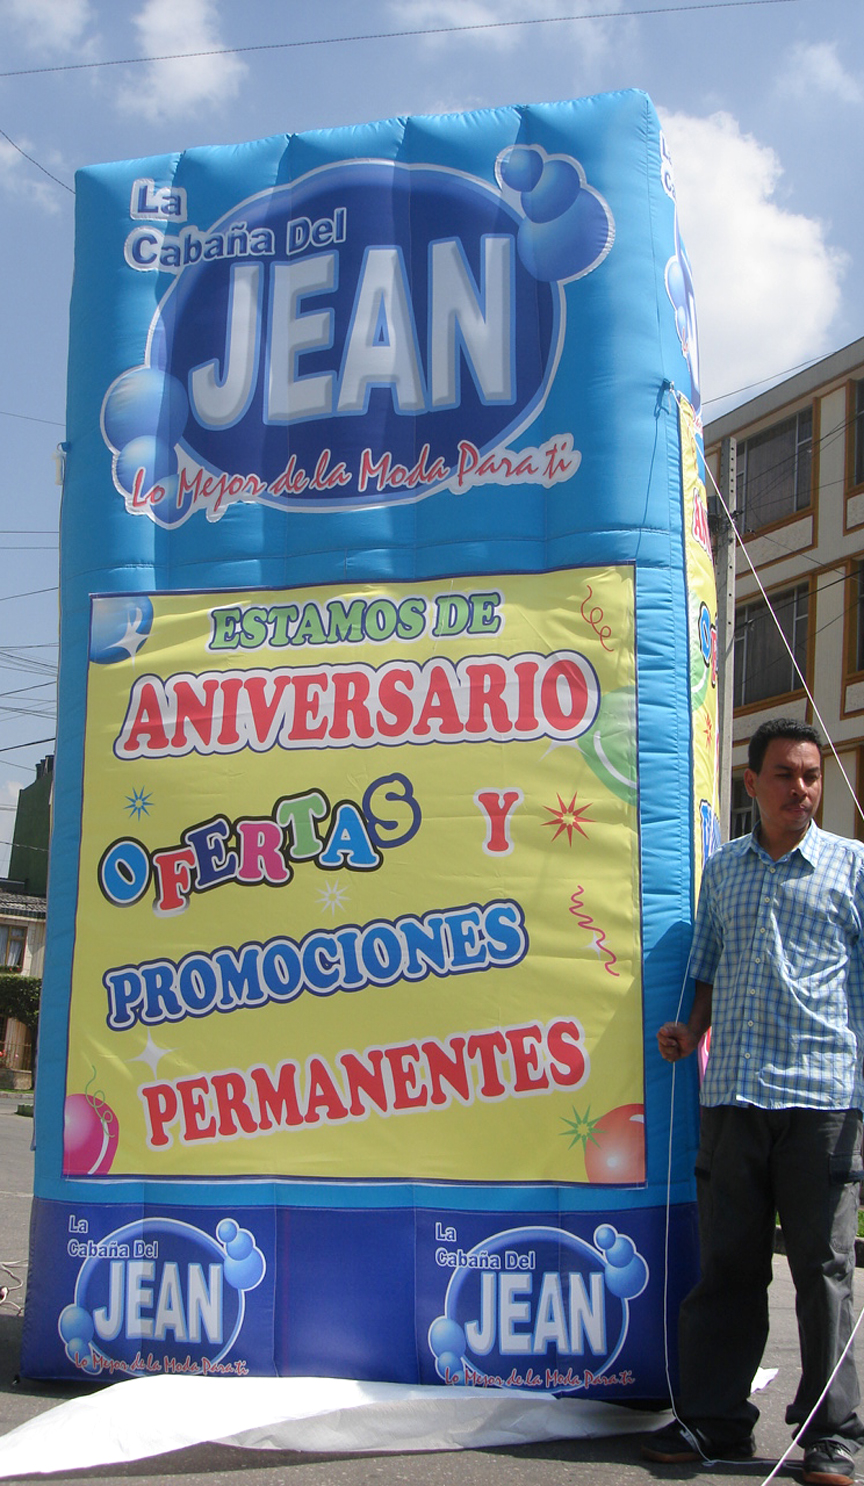 La
Cabaña Del
JEAN
Lo Mejor de la Moda Para ti
ESTAMOS DE
ANIVERSARIO
OFERTAS Y
PROMOCIONES
PERMANENTES
La
Cabaña Del
JEAN
Lo Mejor de la Moda Para ti
La
Cabaña Del
JEAN
Lo Mejor de la Moda Para ti